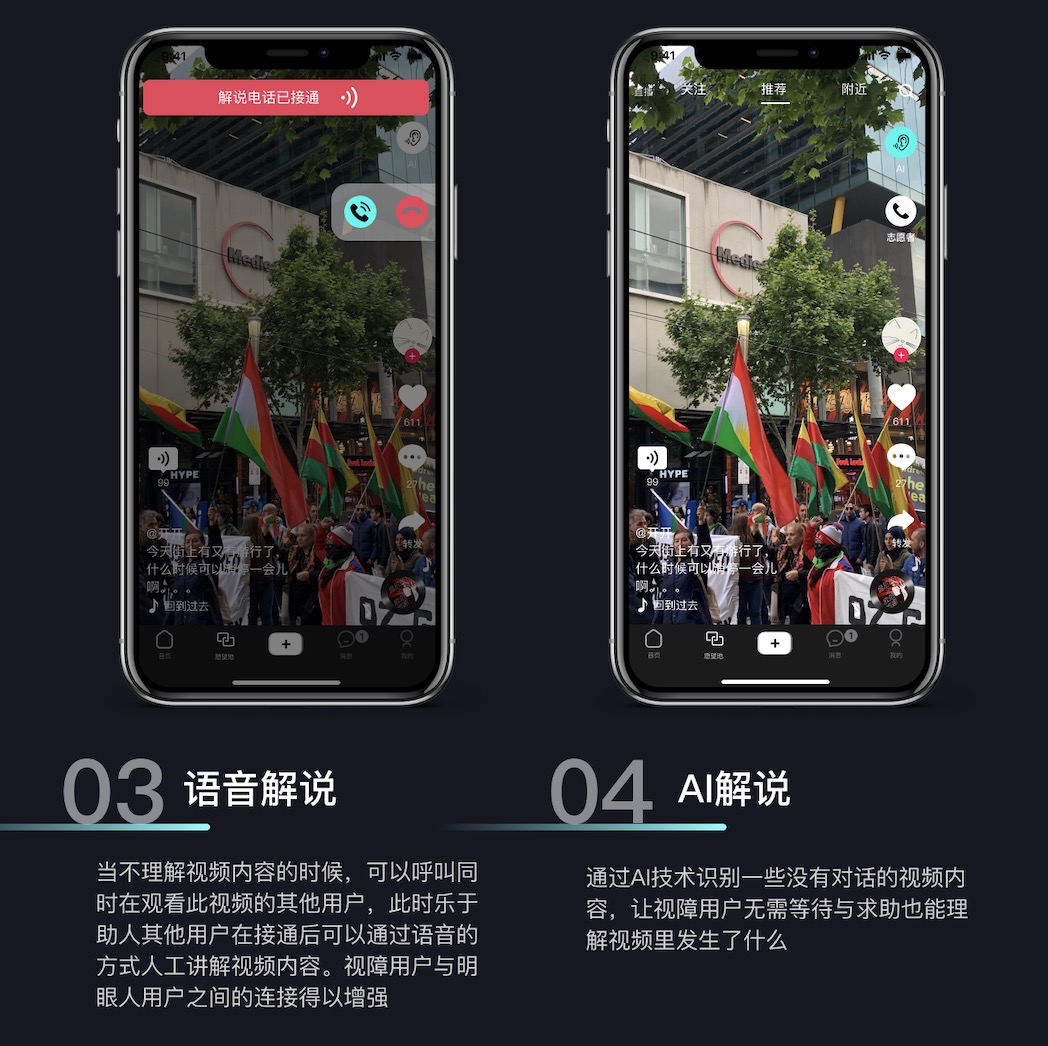 9:41
解说电话已接通
AI
Medic
HYPE
99
611
27
转发
@开开
今天街上有又有游行了，
什么时候可以消停一会儿
啊。。。
回到过去
首页
愿望池
1
消息
我的
9:41
直播
关注
推荐
附近
AI
志愿者
Medic
HYPE
99
611
27
转发
@开开
今天街上有又有游行了，
什么时候可以消停一会儿
啊。。。
回到过去
首页
愿望池
1
消息
我的
03 语音解说
当不理解视频内容的时候，可以呼叫同
时在观看此视频的其他用户，此时乐于
助人其他用户在接通后可以通过语音的
方式人工讲解视频内容。视障用户与明
眼人用户之间的连接得以增强
04 AI解说
通过AI技术识别一些没有对话的视频内
容，让视障用户无需等待与求助也能理
解视频里发生了什么